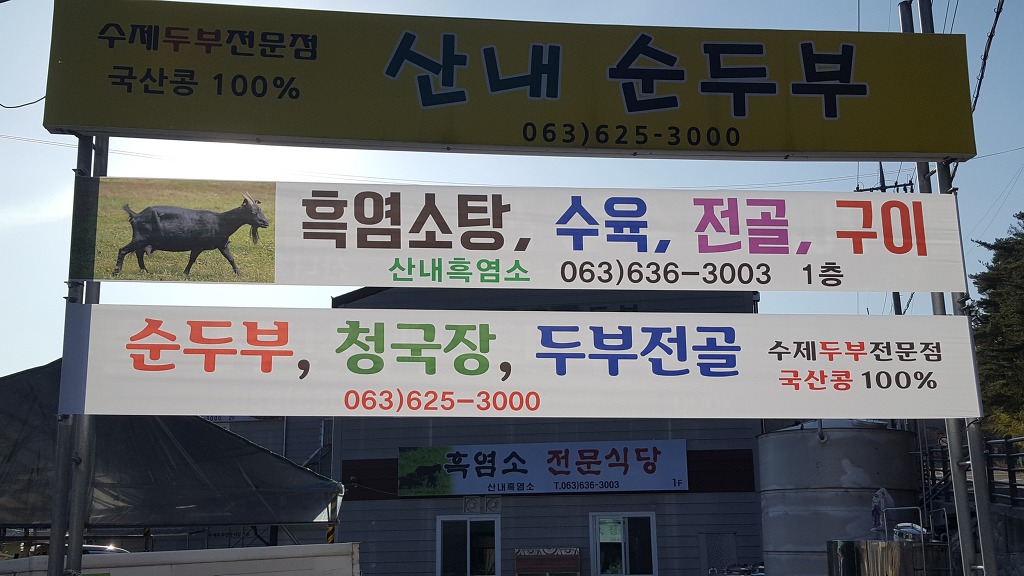 수제두부전문점
국산콩 100%
산내 순두부
063)625-3000
흑염소탕, 수육, 전골, 구이
산내흑염소 063)636-3003 1층
순두부, 청국장, 두부전골
063)625-3000
수제두부전문점
국산콩 100%
흑염소 전문식당
산내흑염소 T.063)636-3003 1F